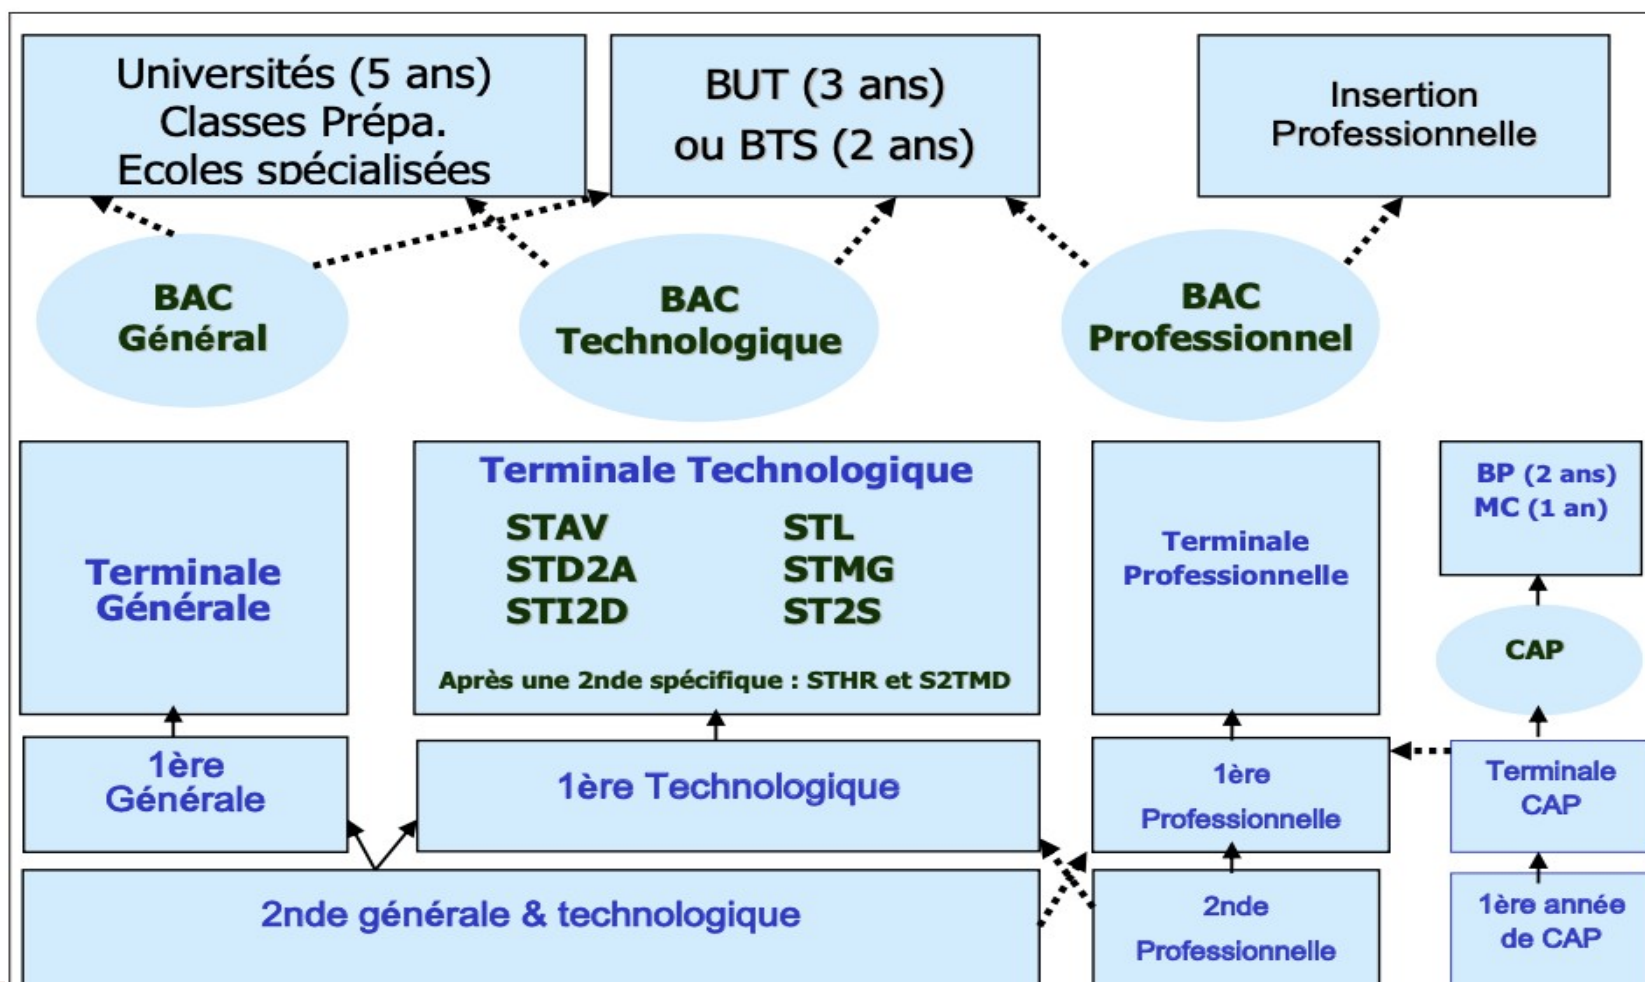 Universités (5 ans)
Classes Prépa.
Ecoles spécialisées
BUT (3 ans)
ou BTS (2 ans)
Insertion
Professionnelle
BAC
Général
BAC
Technologique
BAC
Professionnel
Terminale
Générale
Terminale Technologique
STAV STL
STD2A STMG
STI2D ST2S
Après une 2nde spécifique : STHR et S2TMD
Terminale
Professionnelle
BP (2 ans)
MC (1 an)
CAP
1ère
Générale
1ère Technologique
1ère
Professionnelle
Terminale
CAP
2nde générale & technologique
2nde
Professionnelle
1ère année
de CAP